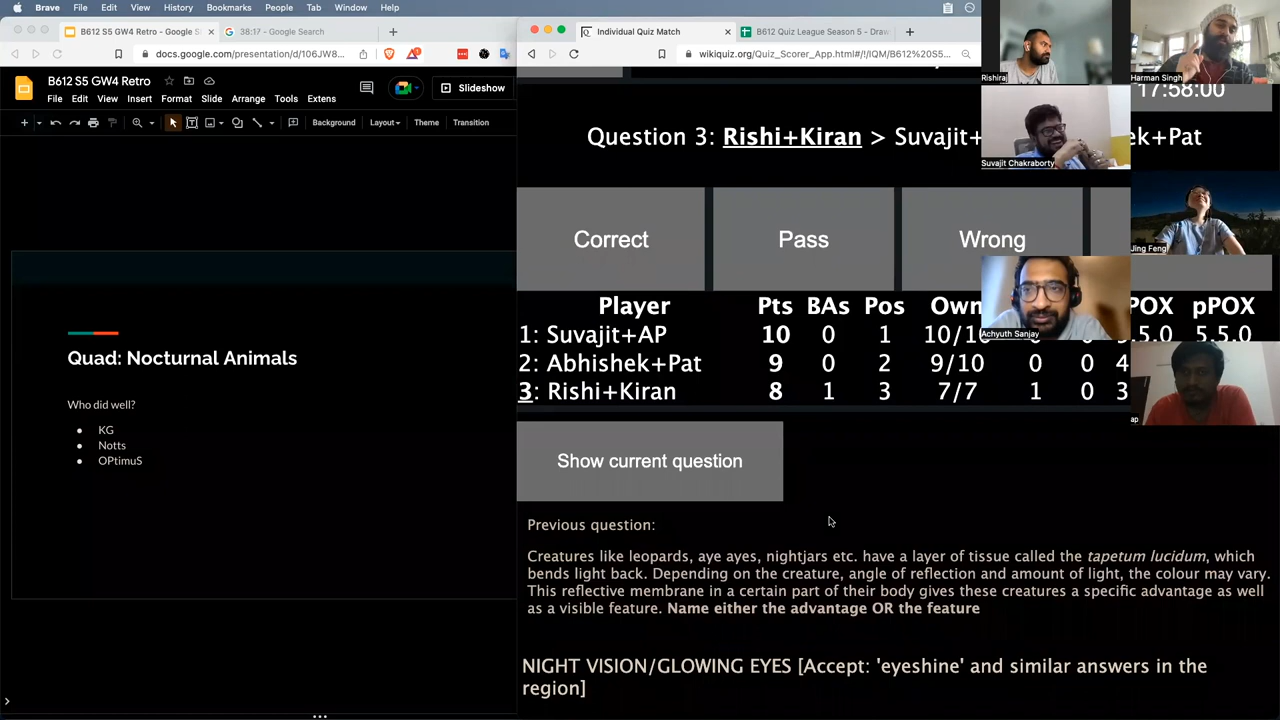 Brave File Edit View History Bookmarks People Tab Window Help
B612 S5 GW4 Retro - Google S
38:17 - Google Search
docs.google.com/presentation/d/106JW8...
B612 S5 GW4 Retro
File Edit View Insert Format Slide Arrange Tools Extens
Slideshow
Background Layout Theme Transition
Quad: Nocturnal Animals
Who did well?
KG
Notts
OPtimuS
Individual Quiz Match
B612 Quiz League Season 5 - Draw
wikiquiz.org/Quiz_Scorer_App.html#/!/IQM/B612%20S5...
17:58:00
Question 3: Rishi+Kiran > Suvajit+ ek+Pat
Correct Pass Wrong
Player Pts BAs Pos Own POX pPOX
1: Suvajit+AP 10 0 1 10/10 5.5.0 5.5.0
2: Abhishek+Pat 9 0 2 9/10 0 0 4
3: Rishi+Kiran 8 1 3 7/7 1 0 3
Show current question
Previous question:
Creatures like leopards, aye ayes, nightjars etc. have a layer of tissue called the tapetum lucidum, which
bends light back. Depending on the creature, angle of reflection and amount of light, the colour may vary.
This reflective membrane in a certain part of their body gives these creatures a specific advantage as well
as a visible feature. Name either the advantage OR the feature
NIGHT VISION/GLOWING EYES [Accept: 'eyeshine' and similar answers in the
region]
Rishiraj
Harman Singh
Suvajit Chakraborty
Jing Feng
Achyuth Sanjay
ap